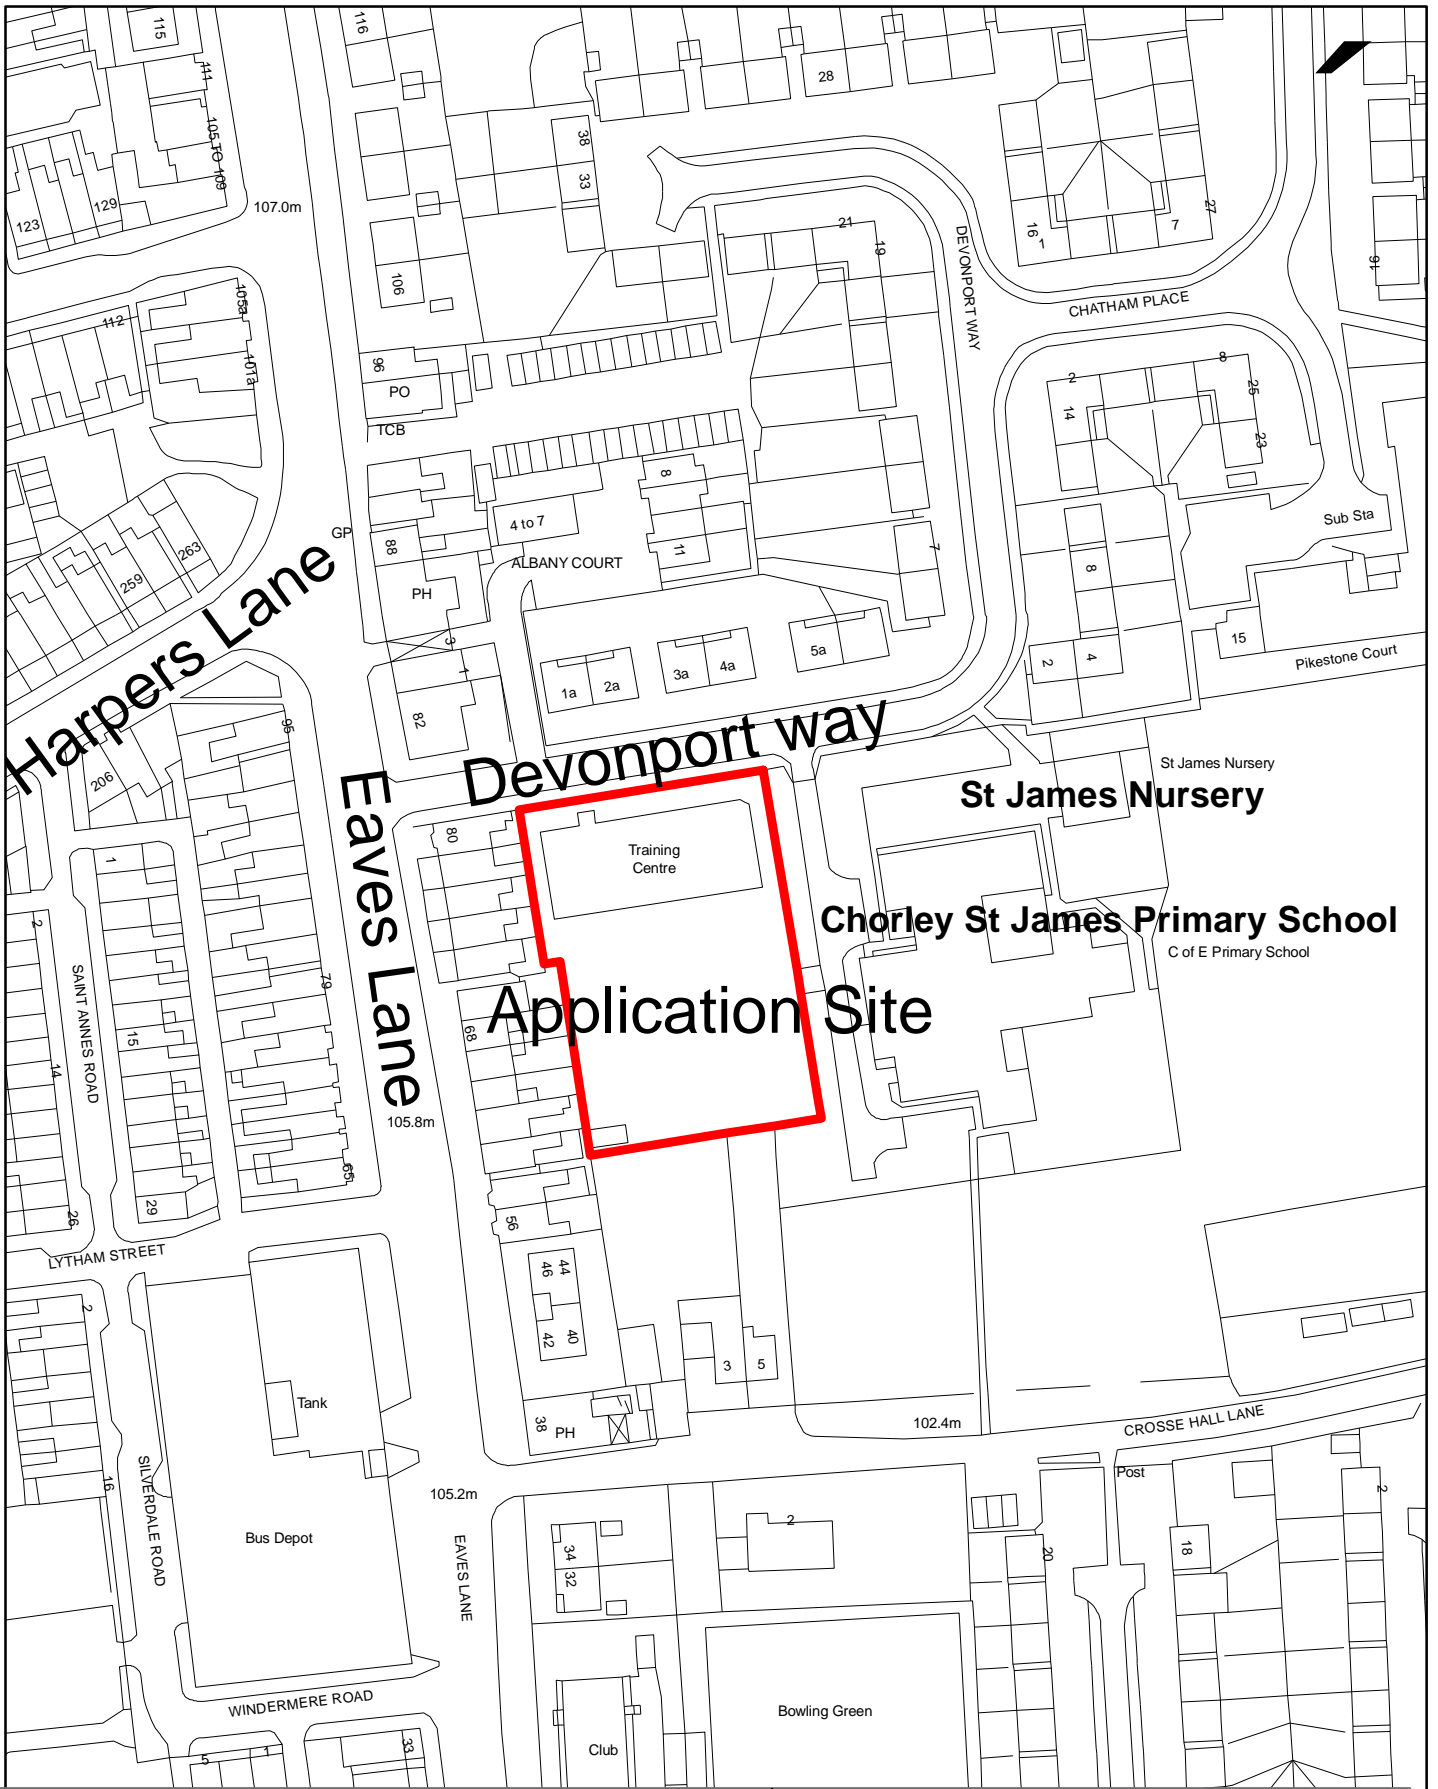 115
116
111
105 TO 109
28
38
33
123
129
107.0m
21
19
DEVONPORT WAY
16
1
7
27
16
106
CHATHAM PLACE
105a
112
101a
96
PO
TCB
2
14
8
25
23
8
4 to 7
11
ALBANY COURT
GP
88
PH
263
259
7
8
Sub Sta
15
Pikestone Court
2
4
Harpers Lane
3
1
82
1a
2a
3a
4a
5a
95
206
Devonport way
Eaves Lane
St James Nursery
St James Nursery
80
Training
Centre
1
2
Chorley St James Primary School
C of E Primary School
SAINT ANNES ROAD
79
15
14
68
Application Site
105.8m
65
29
26
56
LYTHAM STREET
46
44
42
40
2
3
5
Tank
38
PH
102.4m
CROSSE HALL LANE
16
SILVERDALE ROAD
105.2m
Post
2
Bus Depot
EAVES LANE
34
32
2
20
18
2
WINDERMERE ROAD
Bowling Green
5
1
33
Club